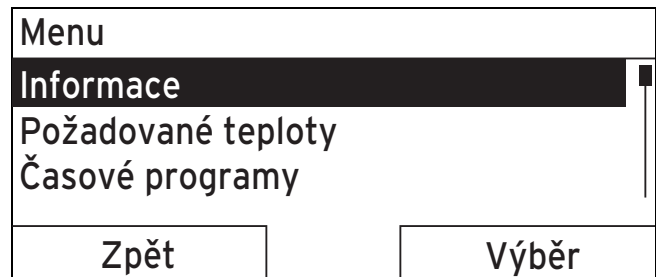 Menu
Informace
Požadované teploty
Časové programy
Zpět Výběr